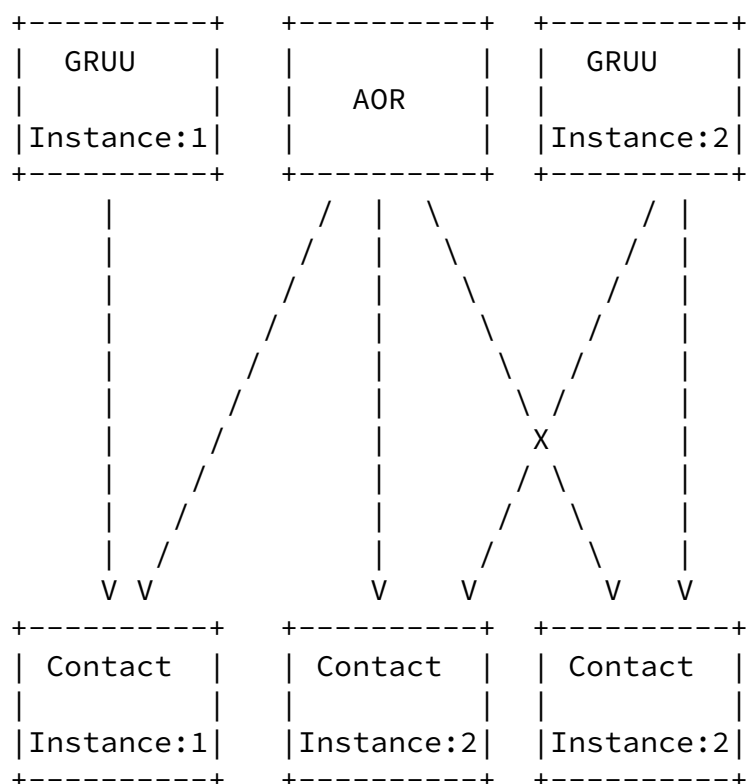 GRUU GRUU
AOR
Instance:1 Instance:2
X
V V V V V V
Contact Contact Contact
Instance:1 Instance:2 Instance:2